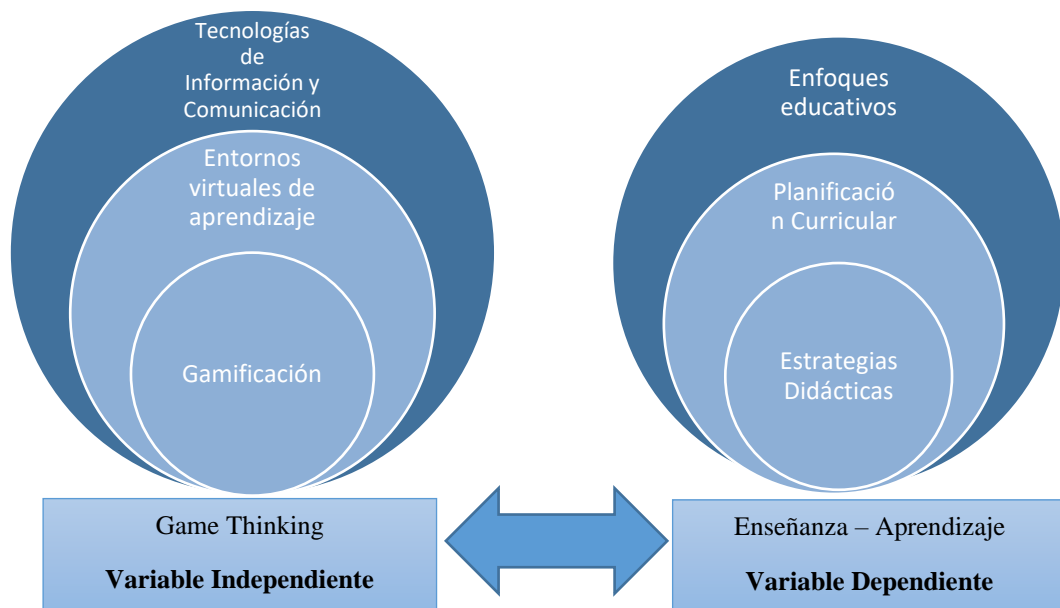 Tecnologías
de
Información y
Comunicación
Entornos
virtuales de
aprendizaje
Gamificación
Game Thinking
Variable Independiente
Enfoques
educativos
Planificació
n Curricular
Estrategias
Didácticas
Enseñanza – Aprendizaje
Variable Dependiente